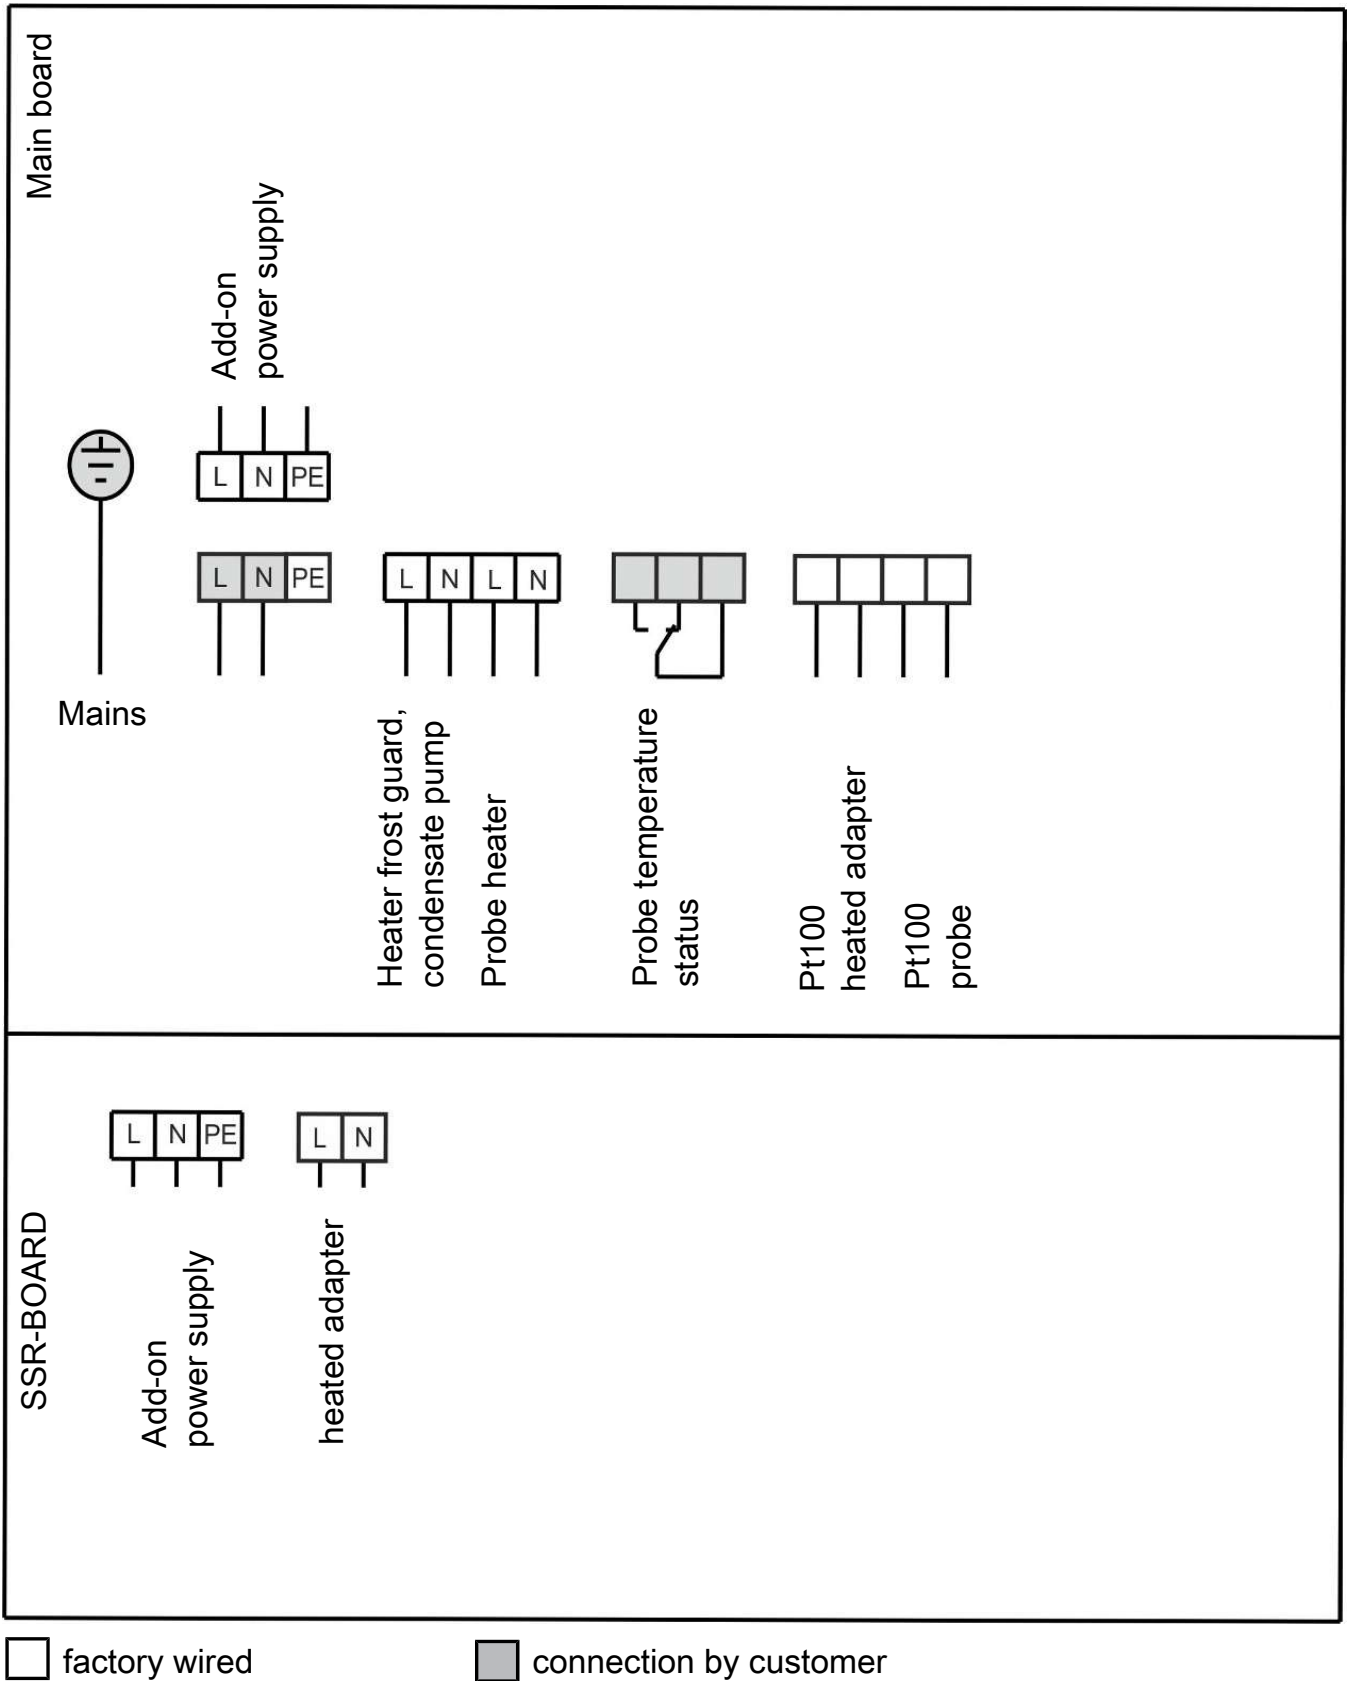 Main board
Add-on
power supply
L N PE
L N PE
L N L N
Mains
Heater frost guard,
condensate pump
Probe heater
Probe temperature
status
Pt100
heated adapter
Pt100
probe
SSR-BOARD
L N PE
L N
Add-on
power supply
heated adapter
factory wired
connection by customer